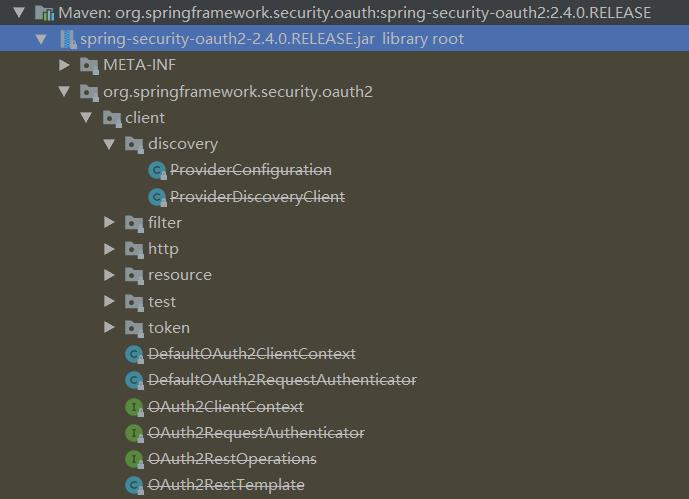 Maven: org.springframework.security.oauth:spring-security-oauth2:2.4.0.RELEASE
spring-security-oauth2-2.4.0.RELEASE.jar library root
META-INF
org.springframework.security.oauth2
client
discovery
ProviderConfiguration
ProviderDiscoveryClient
filter
http
resource
test
token
DefaultOAuth2ClientContext
DefaultOAuth2RequestAuthenticator
OAuth2ClientContext
OAuth2RequestAuthenticator
OAuth2RestOperations
OAuth2RestTemplate